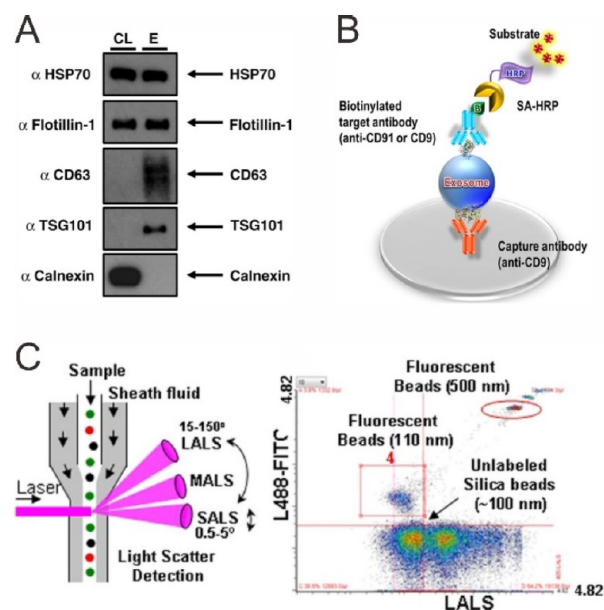 A
CL E
α HSP70 HSP70
α Flotillin-1 Flotillin-1
α CD63 CD63
α TSG101 TSG101
α Calnexin Calnexin
B
Substrate
HRP
SA-HRP
B
Biotinylated
target antibody
(anti-CD91 or CD9)
Exosome
Capture antibody
(anti-CD9)
C
Sample
Sheath fluid
15-150º
LALS
MALS
SALS
0.5-5º
Laser
Light Scatter
Detection
Fluorescent
Beads (500 nm)
Fluorescent
Beads (110 nm)
4
Unlabeled
Silica beads
(~100 nm)
4.82
L488-FITC
LALS
4.82